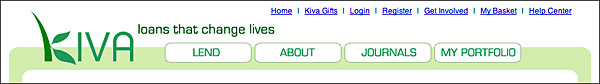 Home | Kiva Gifts | Login | Register | Get Involved | My Basket | Help Center
loans that change lives
KIVA
LEND ABOUT JOURNALS MY PORTFOLIO